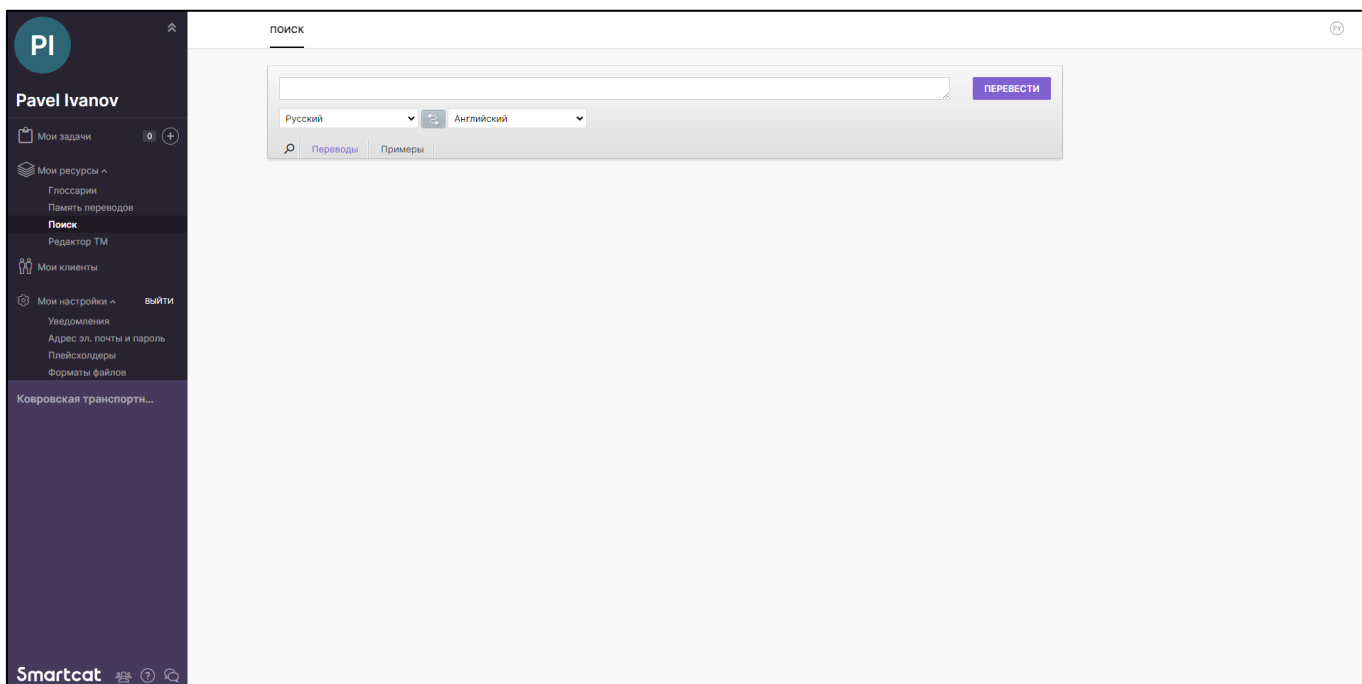 PI
Pavel Ivanov
Мои задачи 0
Мои ресурсы
Глоссарии
Память переводов
Поиск
Редактор ТМ
Мои клиенты
Мои настройки ВЫЙТИ
Уведомления
Адрес эл. почты и пароль
Плейсхолдеры
Форматы файлов
Ковровская транспортн...
Smartcat ?
ПОИСК
РУ
ПЕРЕВЕСТИ
Русский Английский
Переводы Примеры